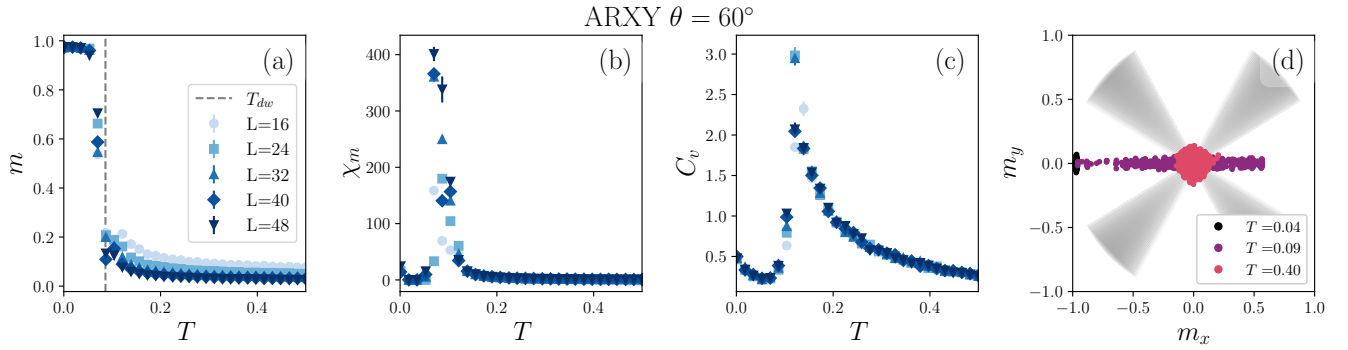 ARXY θ = 60°
(a)
1.0
0.8
0.6
0.4
0.2
0.0
m
0.0 0.2 0.4
T
T_{dw}
L=16
L=24
L=32
L=40
L=48
(b)
400
300
200
100
0
χ_m
0.0 0.2 0.4
T
(c)
3.0
2.5
2.0
1.5
1.0
0.5
C_v
0.0 0.2 0.4
T
(d)
1.0
0.5
0.0
−0.5
−1.0
m_y
−1.0 −0.5 0.0 0.5 1.0
m_x
T =0.04
T =0.09
T =0.40